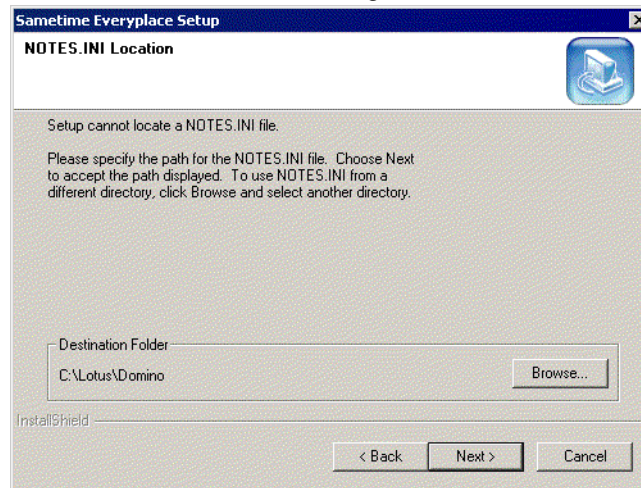 Sametime Everyplace Setup
NOTES.INI Location
Setup cannot locate a NOTES.INI file.
Please specify the path for the NOTES.INI file. Choose Next
to accept the path displayed. To use NOTES.INI from a
different directory, click Browse and select another directory.
Destination Folder
C:\Lotus\Domino
Browse...
InstallShield
< Back
Next >
Cancel